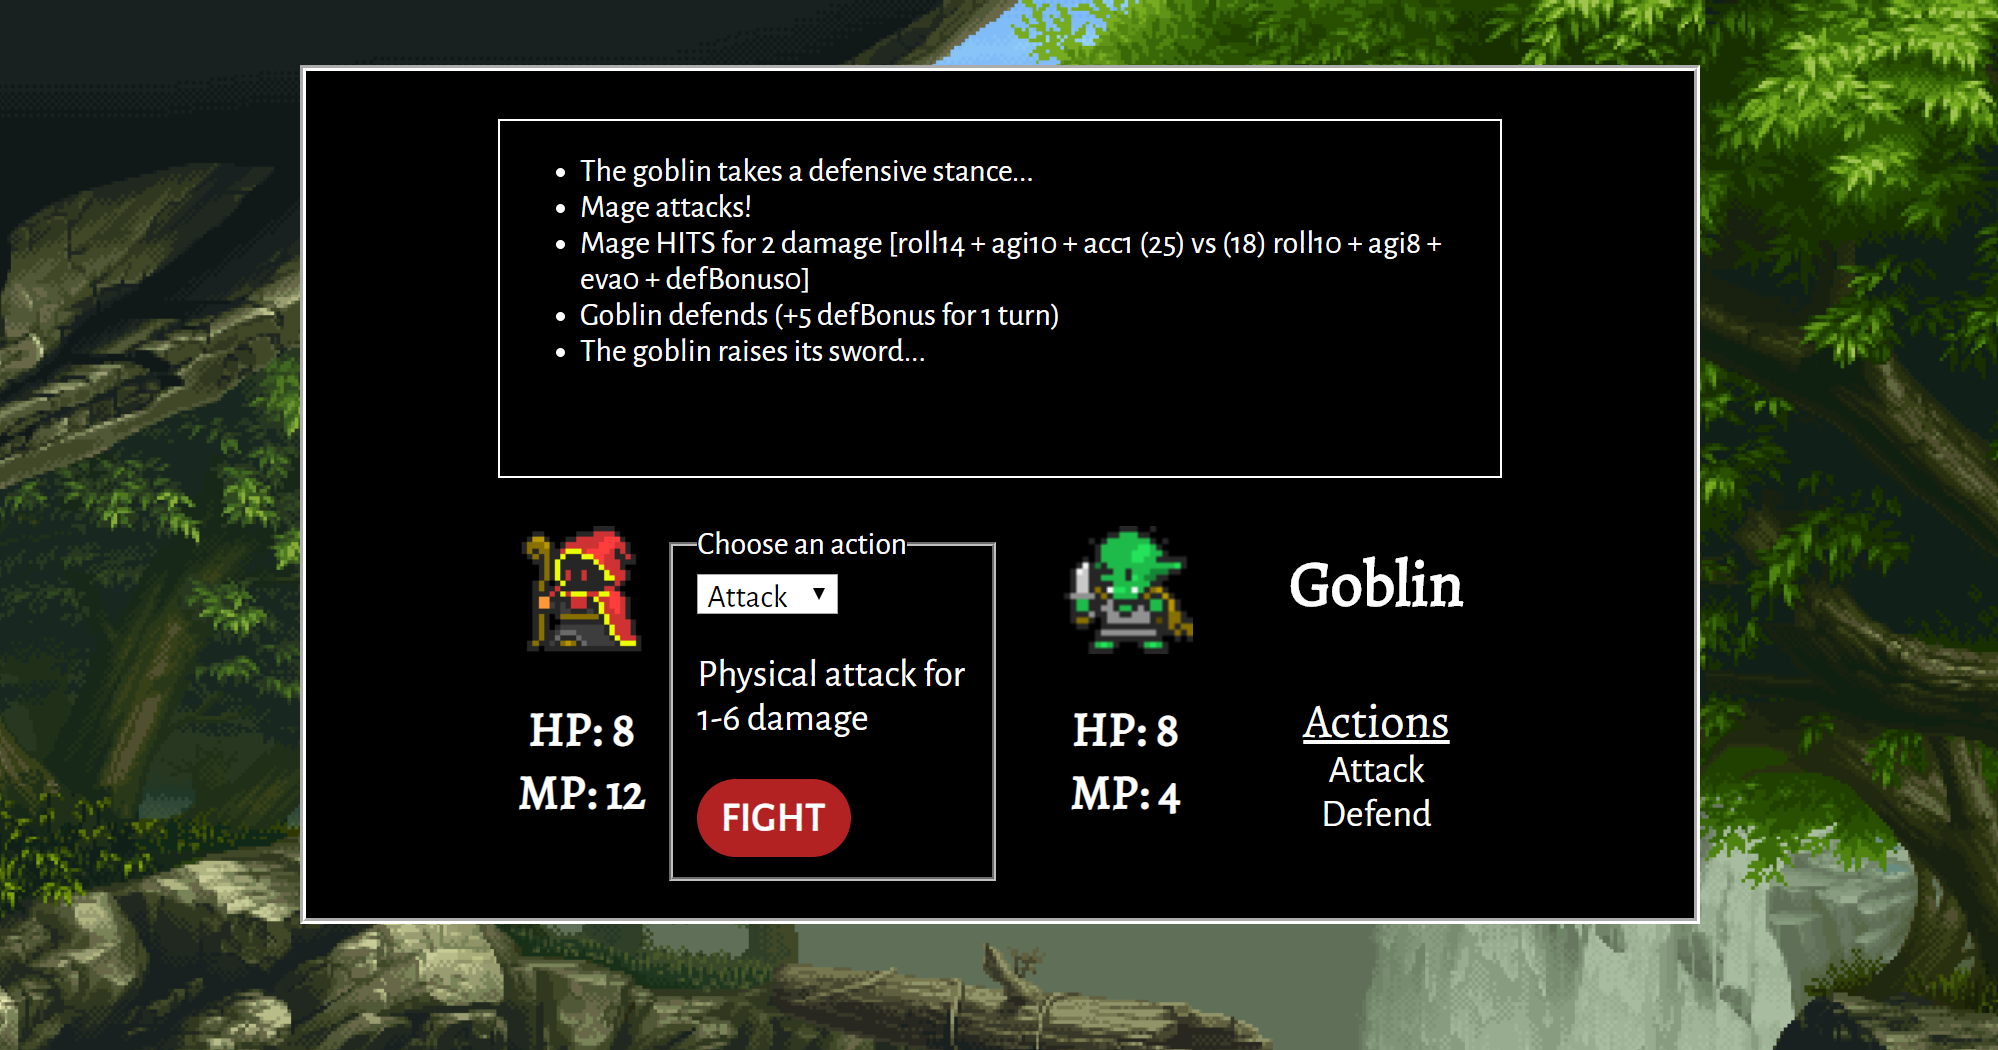 The goblin takes a defensive stance...
Mage attacks!
Mage HITS for 2 damage [roll14 + agi10 + acc1 (25) vs (18) roll10 + agi8 +
eva0 + defBonus0]
Goblin defends (+5 defBonus for 1 turn)
The goblin raises its sword...
Choose an action
Attack
Physical attack for
1-6 damage
FIGHT
HP: 8
MP: 12
HP: 8
MP: 4
Goblin
Actions
Attack
Defend